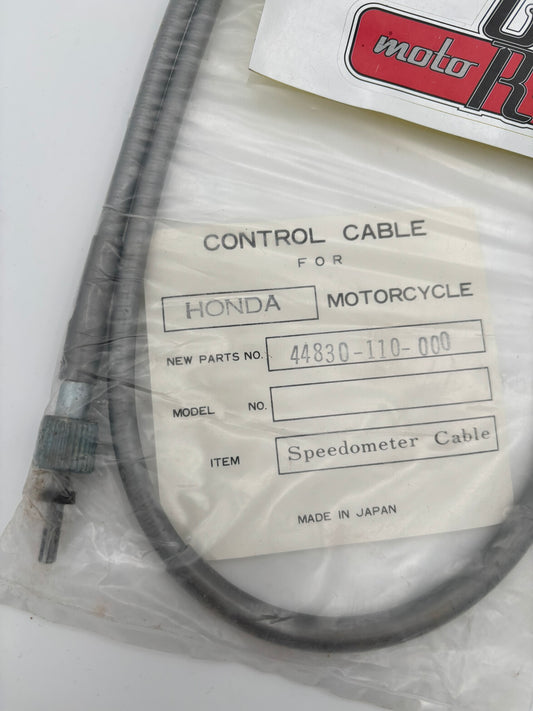 moto
CONTROL CABLE
FOR
HONDA MOTORCYCLE
NEW PARTS NO. 44830-110-000
MODEL NO.
ITEM Speedometer Cable
MADE IN JAPAN